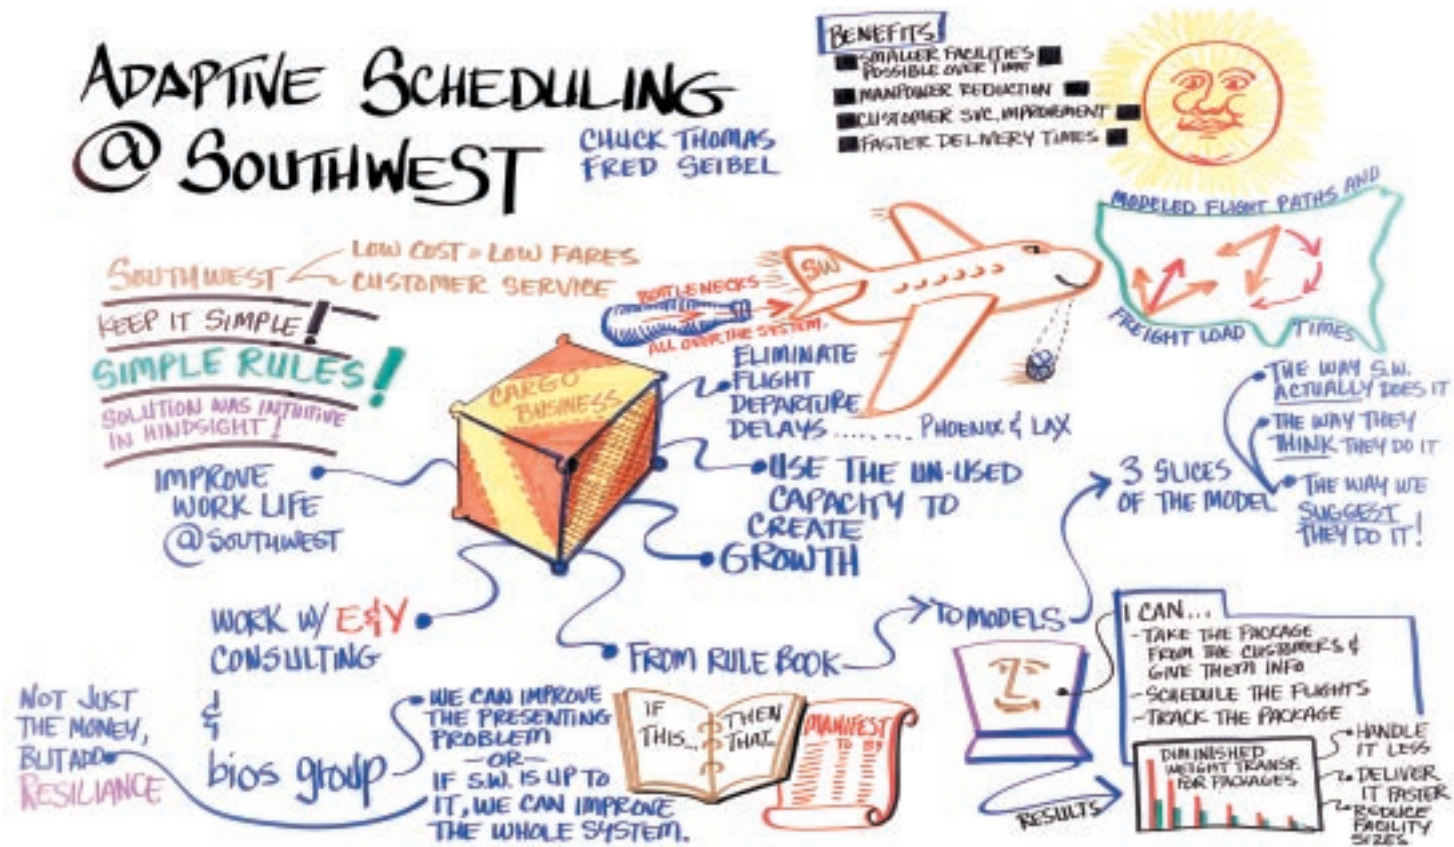 ADAPTIVE SCHEDULING
@ SOUTHWEST
CHUCK THOMAS
FRED SEIBEL
BENEFITS
SMALLER FACILITIES
POSSIBLE OVER TIME
MANPOWER REDUCTION
CUSTOMER SVC. IMPROVEMENT
FASTER DELIVERY TIMES
SOUTHWEST
LOW COST = LOW FARES
CUSTOMER SERVICE
KEEP IT SIMPLE!
SIMPLE RULES!
SOLUTION WAS INTUITIVE
IN HINDSIGHT!
BOTTLENECKS
ALL OVER THE SYSTEM.
SW
MODELED FLIGHT PATHS AND
FREIGHT LOAD TIMES
CARGO
BUSINESS
ELIMINATE
FLIGHT
DEPARTURE
DELAYS ........ PHOENIX & LAX
USE THE UN-USED
CAPACITY TO
CREATE
GROWTH
IMPROVE
WORK LIFE
@ SOUTHWEST
WORK W/ E&Y
CONSULTING
&
bios group
NOT JUST
THE MONEY,
BUT ADD
RESILIANCE
WE CAN IMPROVE
THE PRESENTING
PROBLEM
-OR-
IF S.W. IS UP TO
IT, WE CAN IMPROVE
THE WHOLE SYSTEM.
FROM RULE BOOK
IF
THIS...
THEN
THAT...
MANIFEST
TO MODELS
3 SLICES
OF THE MODEL
THE WAY S.W.
ACTUALLY DOES IT
THE WAY THEY
THINK THEY DO IT
THE WAY WE
SUGGEST
THEY DO IT!
I CAN...
- TAKE THE PACKAGE
FROM THE CUSTOMERS &
GIVE THEM INFO
- SCHEDULE THE FLIGHTS
- TRACK THE PACKAGE
RESULTS
DIMINISHED
WEIGHT TRANSF.
FOR PACKAGES
HANDLE
IT LESS
DELIVER
IT FASTER
REDUCE
FACILITY
SIZES